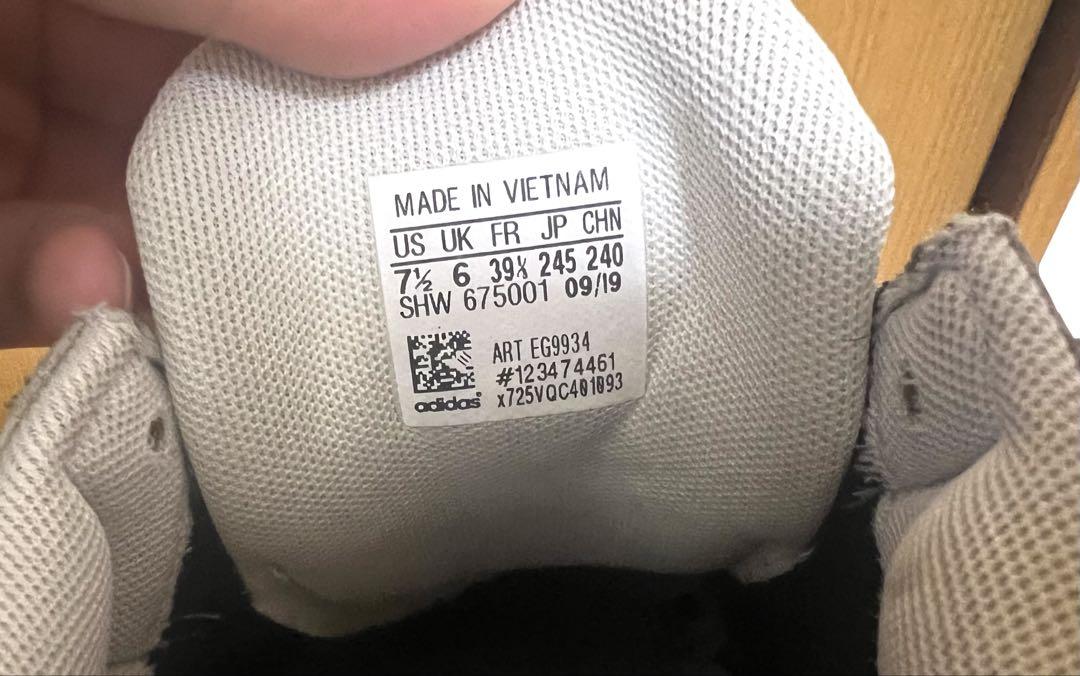 MADE IN VIETNAM
US UK FR JP CHN
7½ 6 39⅓ 245 240
SHW 675001 09/19
ART EG9934
#123474461
x725VQC401093
adidas